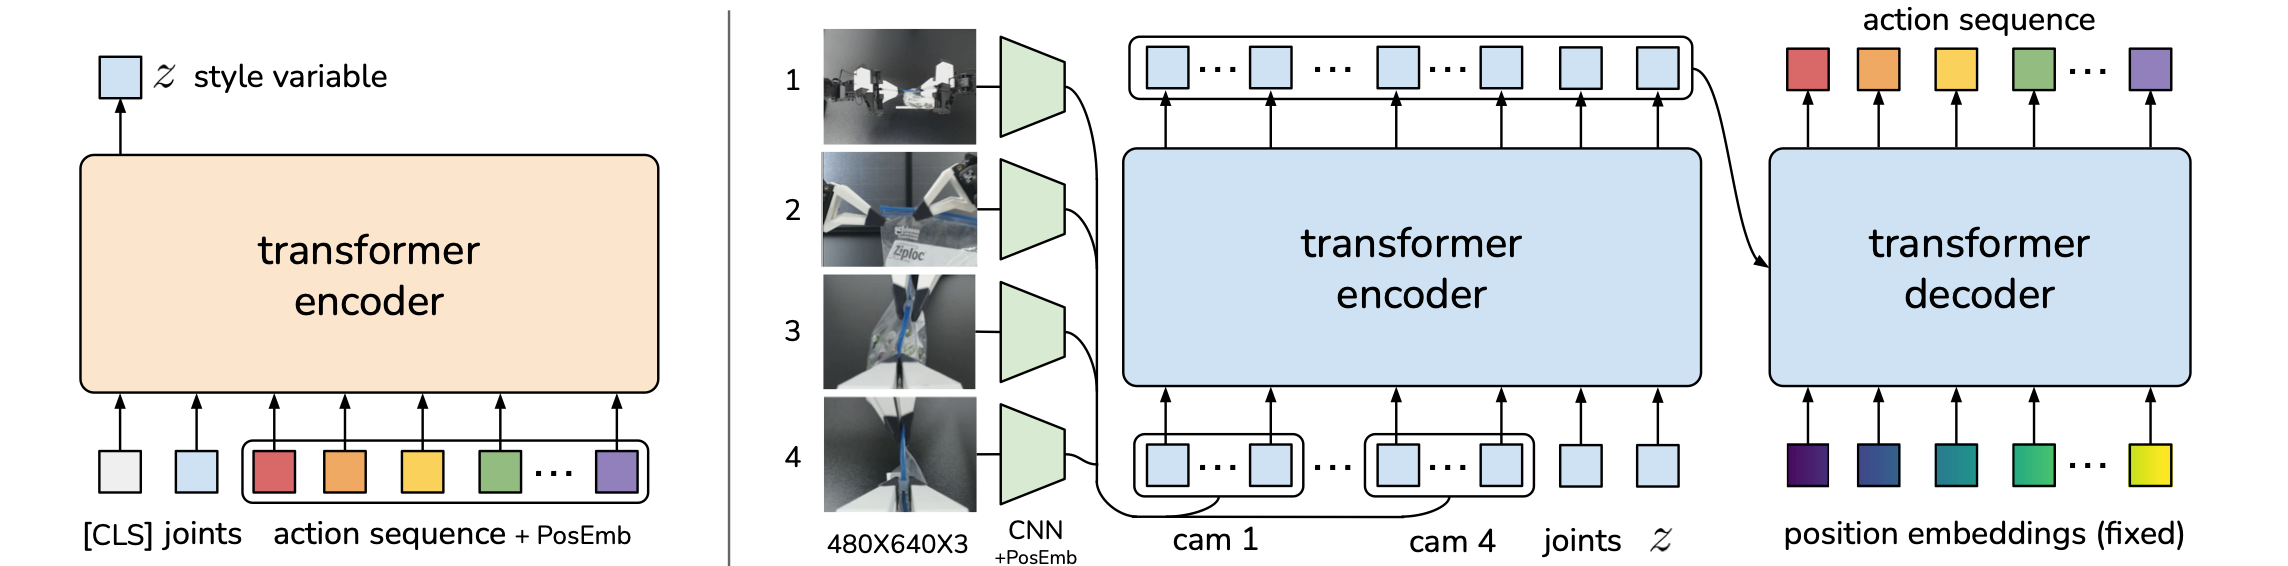 z style variable
transformer
encoder
[CLS] joints action sequence + PosEmb
1
2
3
4
Ziploc
480X640X3
CNN
+PosEmb
transformer
encoder
cam 1 cam 4 joints z
action sequence
transformer
decoder
position embeddings (fixed)